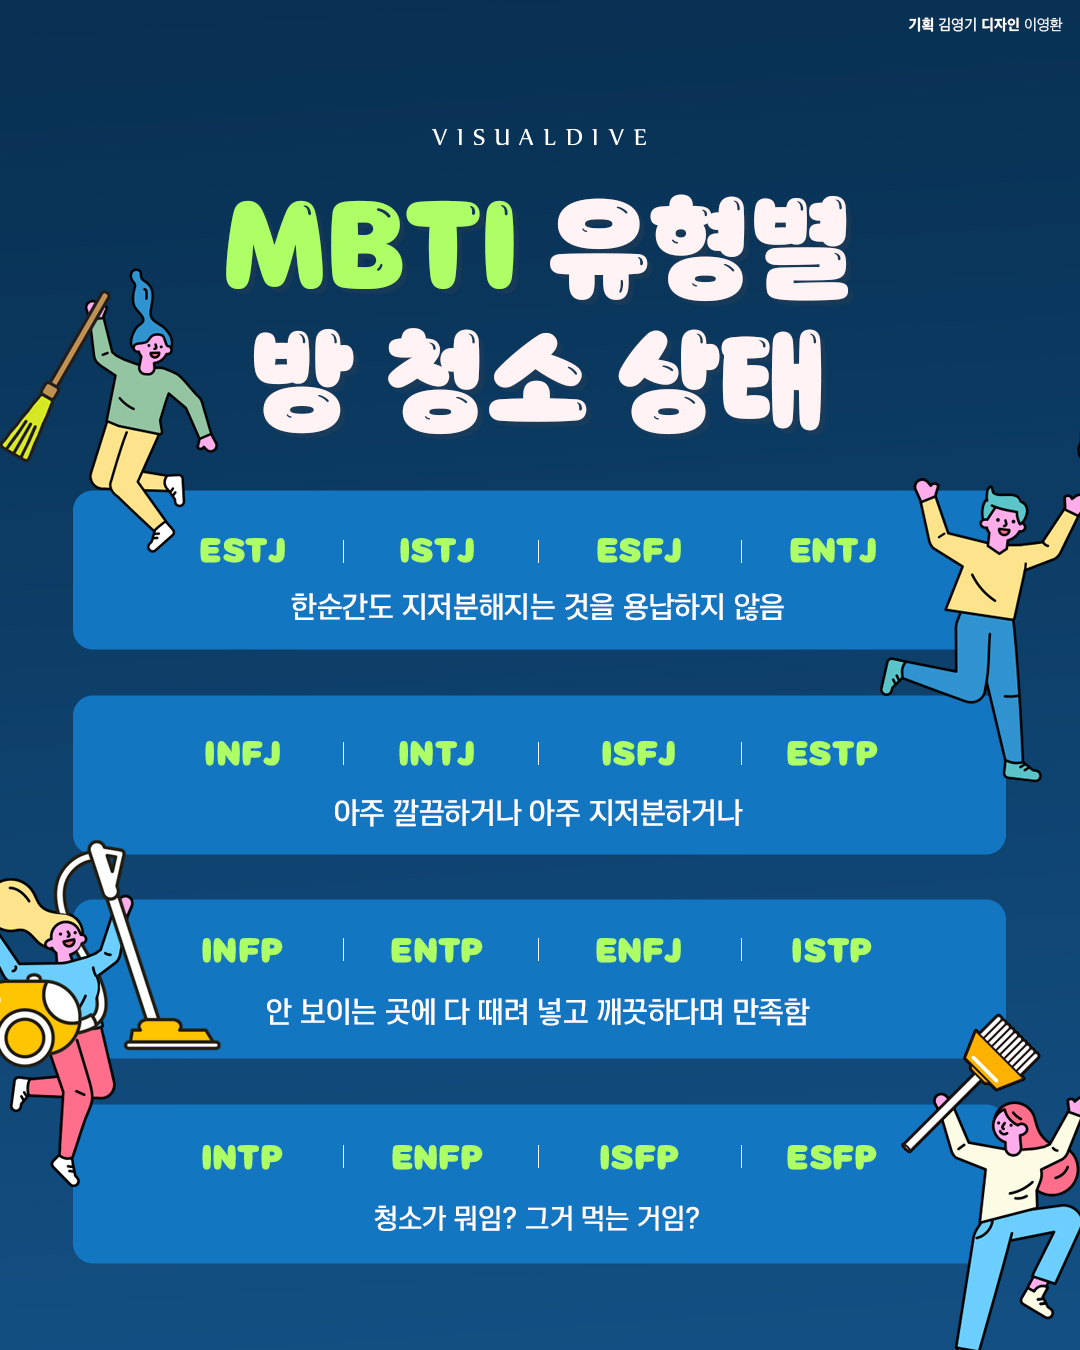 기획 김영기 디자인 이영환
VISUALDIVE
MBTI 유형별
방 청소 상태
ESTJ ISTJ ESFJ ENTJ
한순간도 지저분해지는 것을 용납하지 않음
INFJ INTJ ISFJ ESTP
아주 깔끔하거나 아주 지저분하거나
INFP ENTP ENFJ ISTP
안 보이는 곳에 다 때려 넣고 깨끗하다며 만족함
INTP ENFP ISFP ESFP
청소가 뭐임? 그거 먹는 거임?